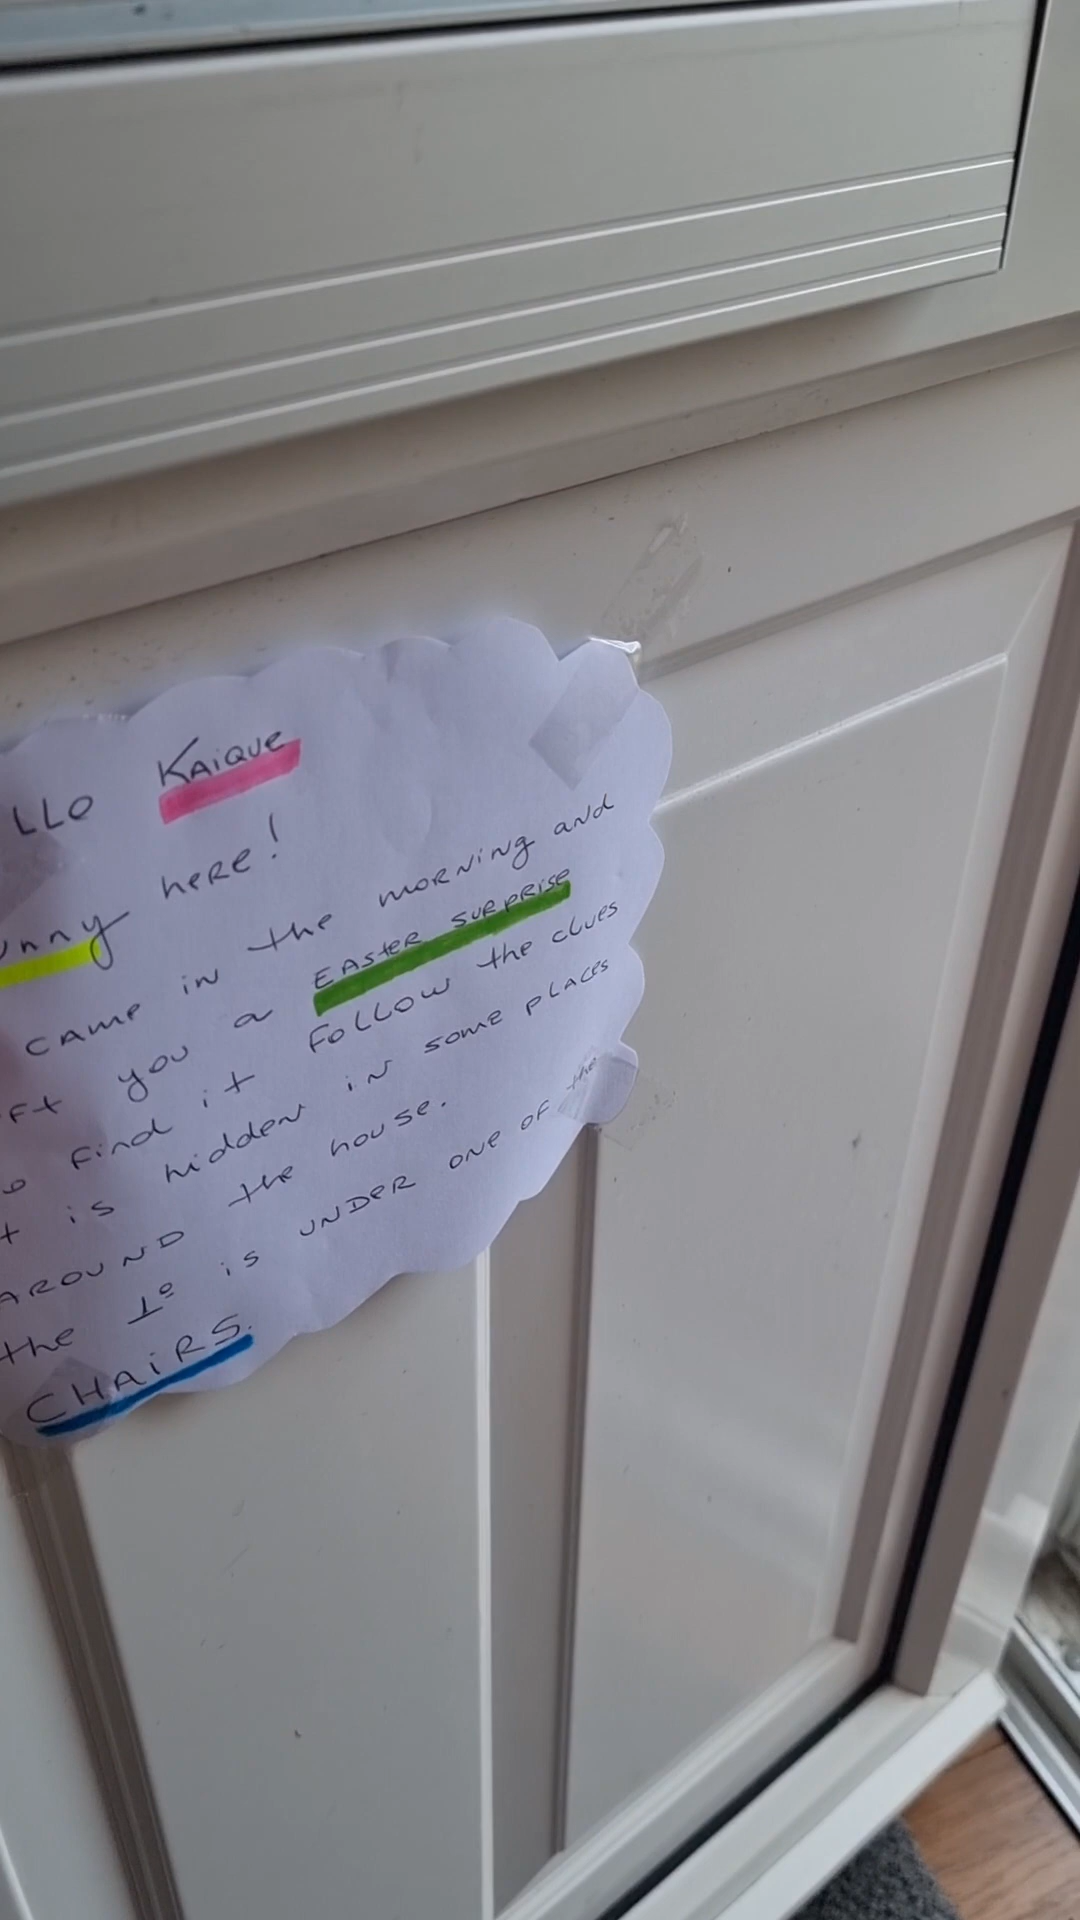 LLO KAiQUE
unny here!
CAME iN the MORNiNg ANd
Ft you a EASteR SURPRiSE
o Find it Follow the clues
t is hidden iN SOME PLACES
AROUND the house.
the 1º is UNDER ONE OF the
CHAiRS.